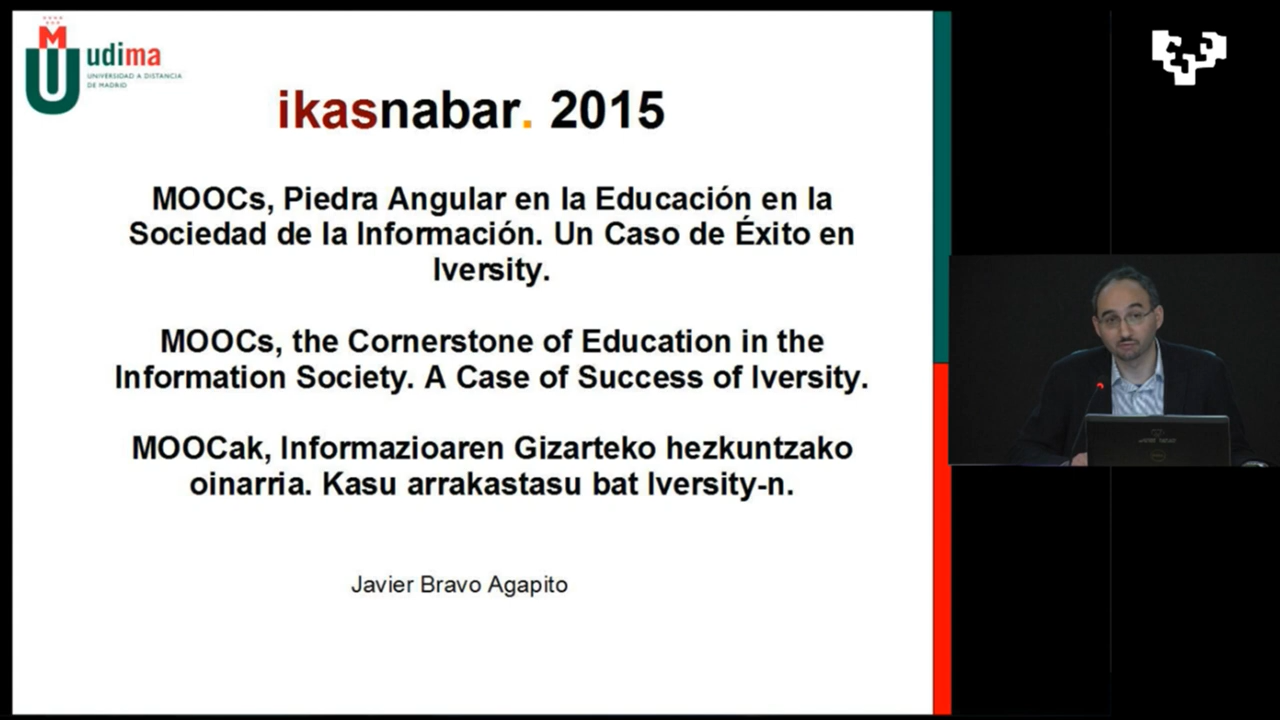 udima
UNIVERSIDAD A DISTANCIA
DE MADRID
ikasnabar. 2015
MOOCs, Piedra Angular en la Educación en la
Sociedad de la Información. Un Caso de Éxito en
Iversity.
MOOCs, the Cornerstone of Education in the
Information Society. A Case of Success of Iversity.
MOOCak, Informazioaren Gizarteko hezkuntzako
oinarria. Kasu arrakastasu bat Iversity-n.
Javier Bravo Agapito